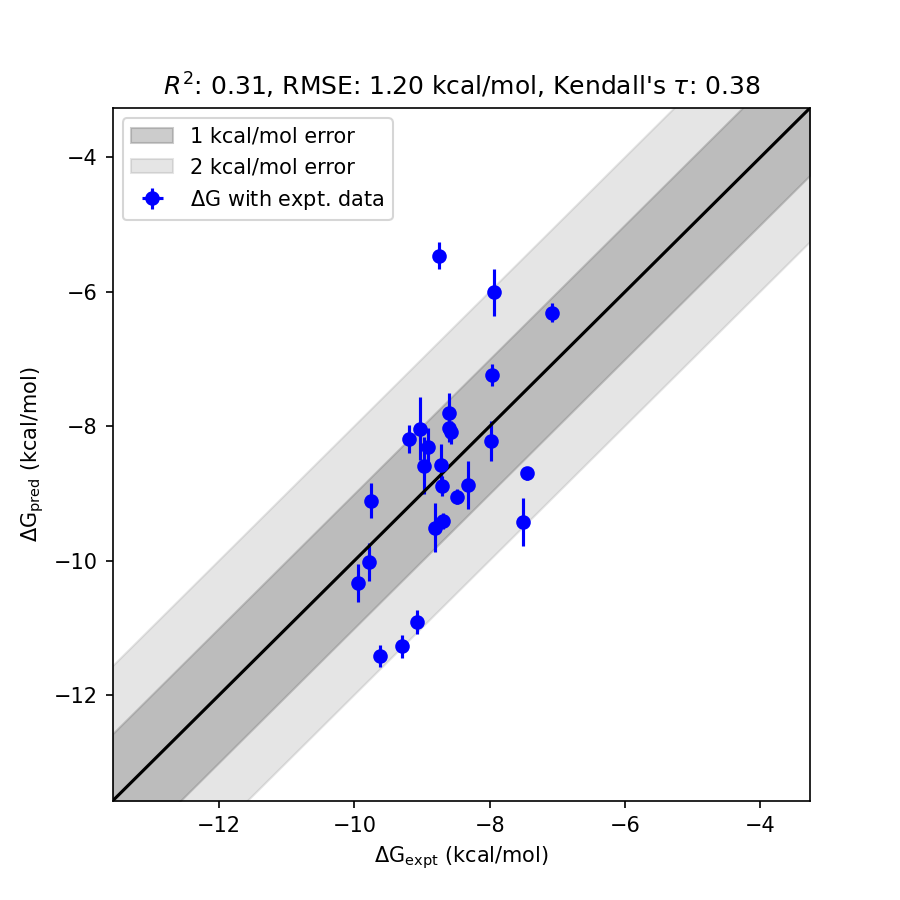 R²: 0.31, RMSE: 1.20 kcal/mol, Kendall's τ: 0.38
1 kcal/mol error
2 kcal/mol error
ΔG with expt. data
−4
−6
−8
−10
−12
ΔGpred (kcal/mol)
−12 −10 −8 −6 −4
ΔGexpt (kcal/mol)